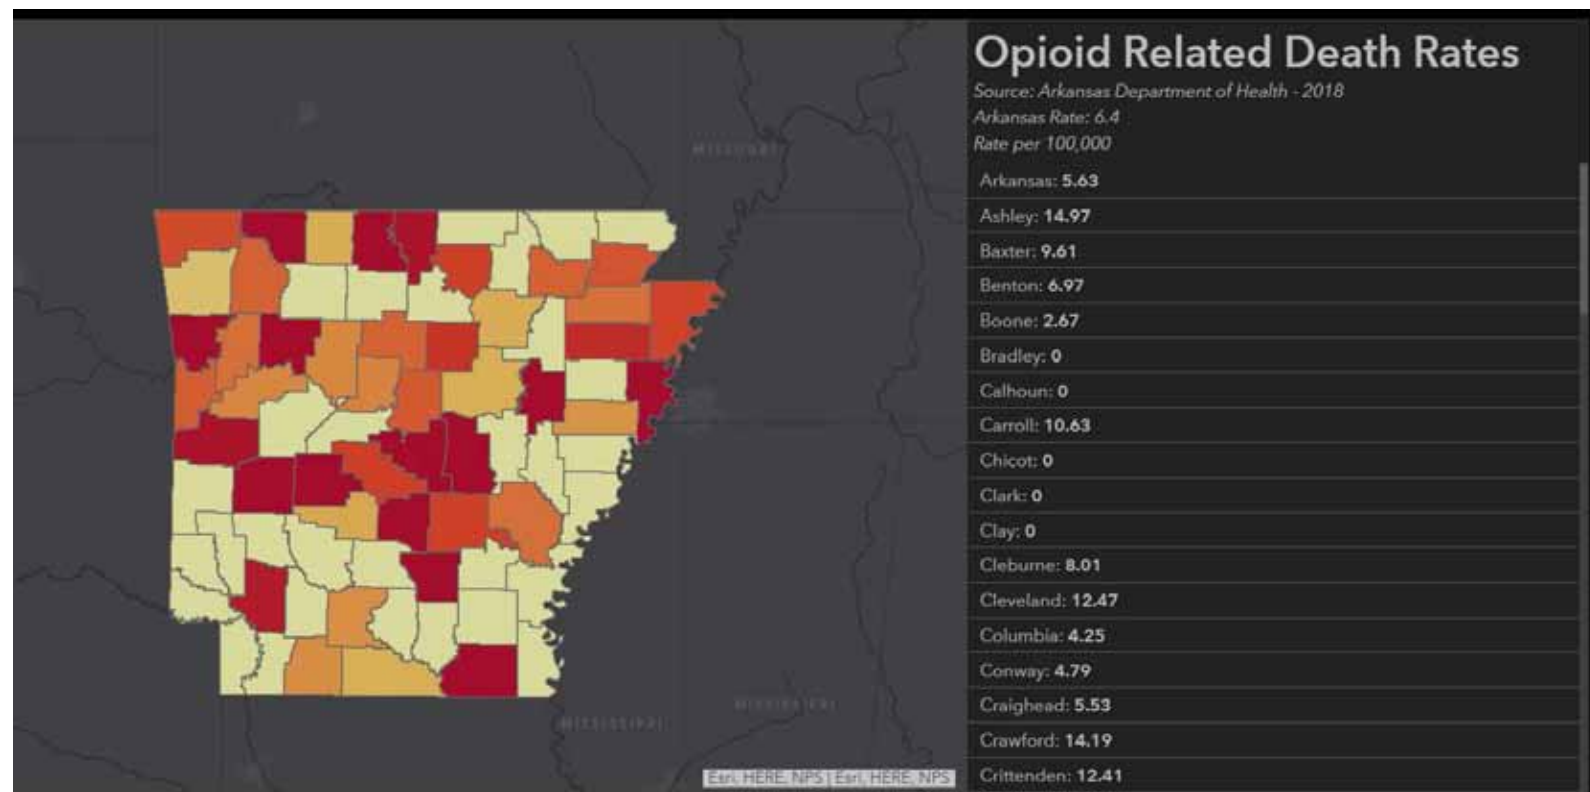 Opioid Related Death Rates
Source: Arkansas Department of Health - 2018
Arkansas Rate: 6.4
Rate per 100,000
Arkansas: 5.63
Ashley: 14.97
Baxter: 9.61
Benton: 6.97
Boone: 2.67
Bradley: 0
Calhoun: 0
Carroll: 10.63
Chicot: 0
Clark: 0
Clay: 0
Cleburne: 8.01
Cleveland: 12.47
Columbia: 4.25
Conway: 4.79
Craighead: 5.53
Crawford: 14.19
Crittenden: 12.41
MISSOURI
MISSISSIPPI
MISSISSIPPI
Esri, HERE, NPS | Esri, HERE, NPS